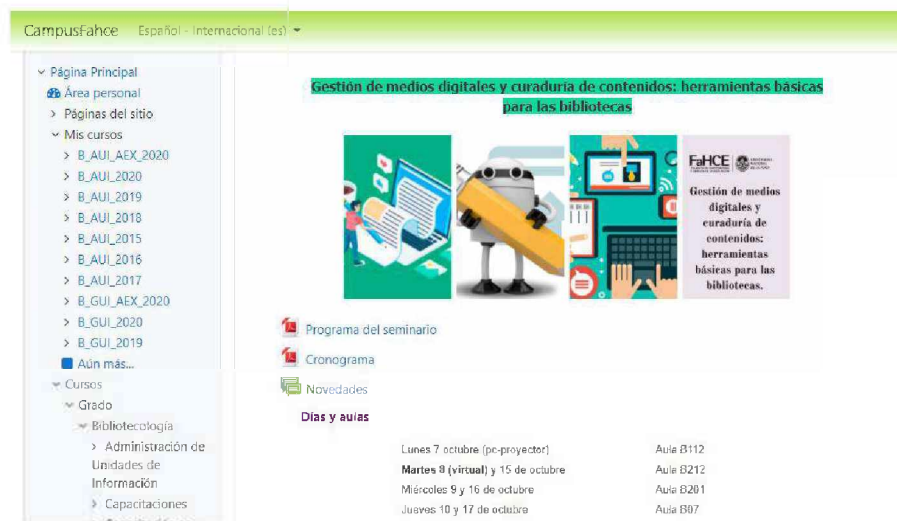 CampusFahce Español - Internacional (es)
Página Principal
Área personal
Páginas del sitio
Mis cursos
B_AUI_AEX_2020
B_AUI_2020
B_AUI_2019
B_AUI_2018
B_AUI_2015
B_AUI_2016
B_AUI_2017
B_GUI_AEX_2020
B_GUI_2020
B_GUI_2019
Aún más...
Cursos
Grado
Bibliotecología
Administración de
Unidades de
Información
Capacitaciones
Gestión de medios digitales y curaduría de contenidos: herramientas básicas
para las bibliotecas
FaHCE
Gestión de medios
digitales y
curaduría de
contenidos:
herramientas
básicas para las
bibliotecas.
Programa del seminario
Cronograma
Novedades
Días y aulas
Lunes 7 octubre (pc-proyector) Aula B112
Martes 8 (virtual) y 15 de octubre Aula B212
Miércoles 9 y 16 de octubre Aula B201
Jueves 10 y 17 de octubre Aula B07